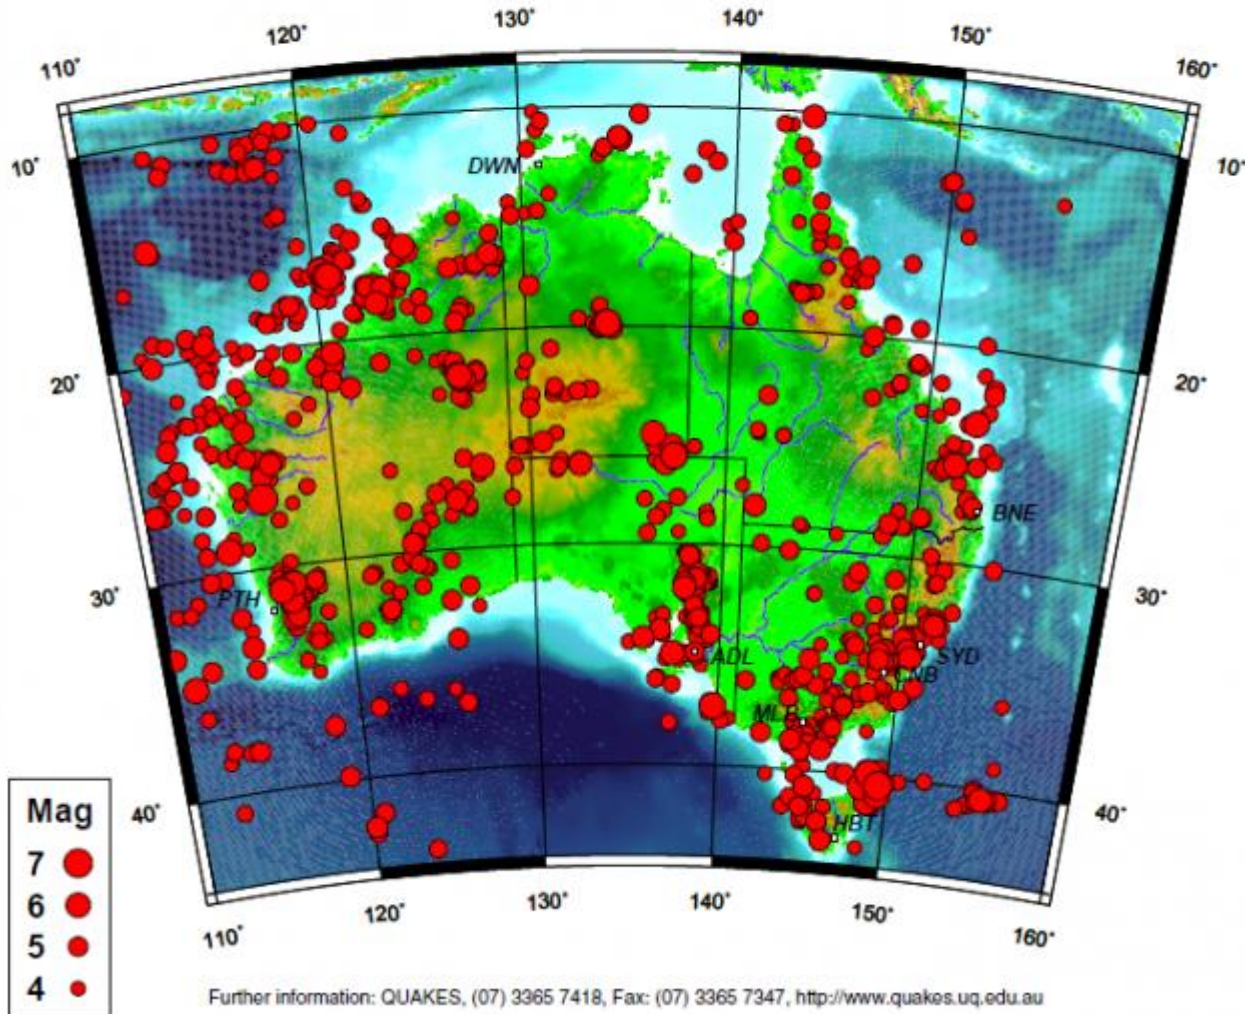 110° 120° 130° 140° 150° 160°
10° 10°
DWN
20° 20°
BNE
30° 30°
PTH
ADL SYD
CNB
MLB
40° 40°
HBT
110° 120° 130° 140° 150° 160°
Mag
7
6
5
4
Further information: QUAKES, (07) 3365 7418, Fax: (07) 3365 7347, http://www.quakes.uq.edu.au